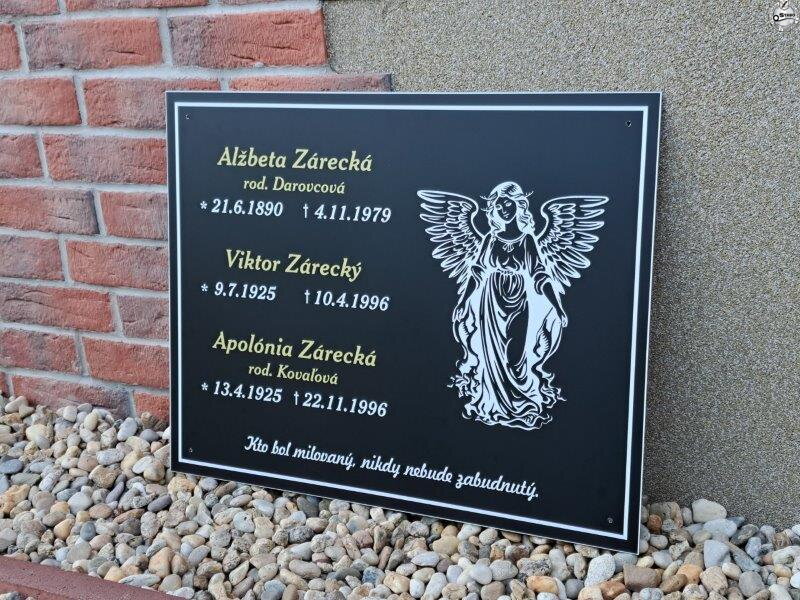 Alžbeta Zárecká
rod. Darovcová
* 21.6.1890 † 4.11.1979
Viktor Zárecký
* 9.7.1925 † 10.4.1996
Apolónia Zárecká
rod. Kovaľová
* 13.4.1925 † 22.11.1996
Kto bol milovaný, nikdy nebude zabudnutý.